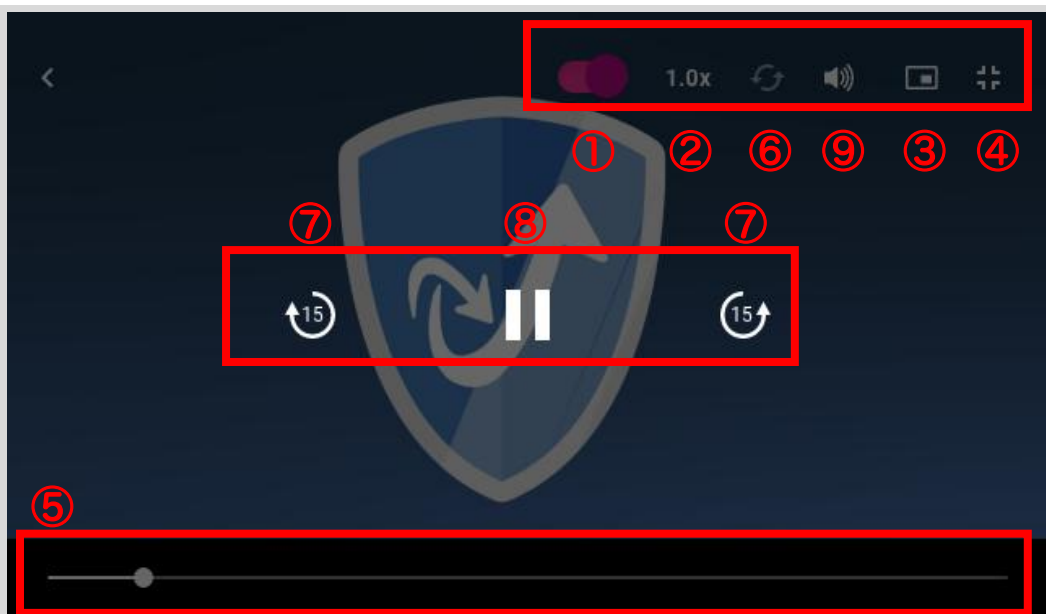 1.0x
① ② ⑥ ⑨ ③ ④
⑦ ⑧ ⑦
15 15
⑤